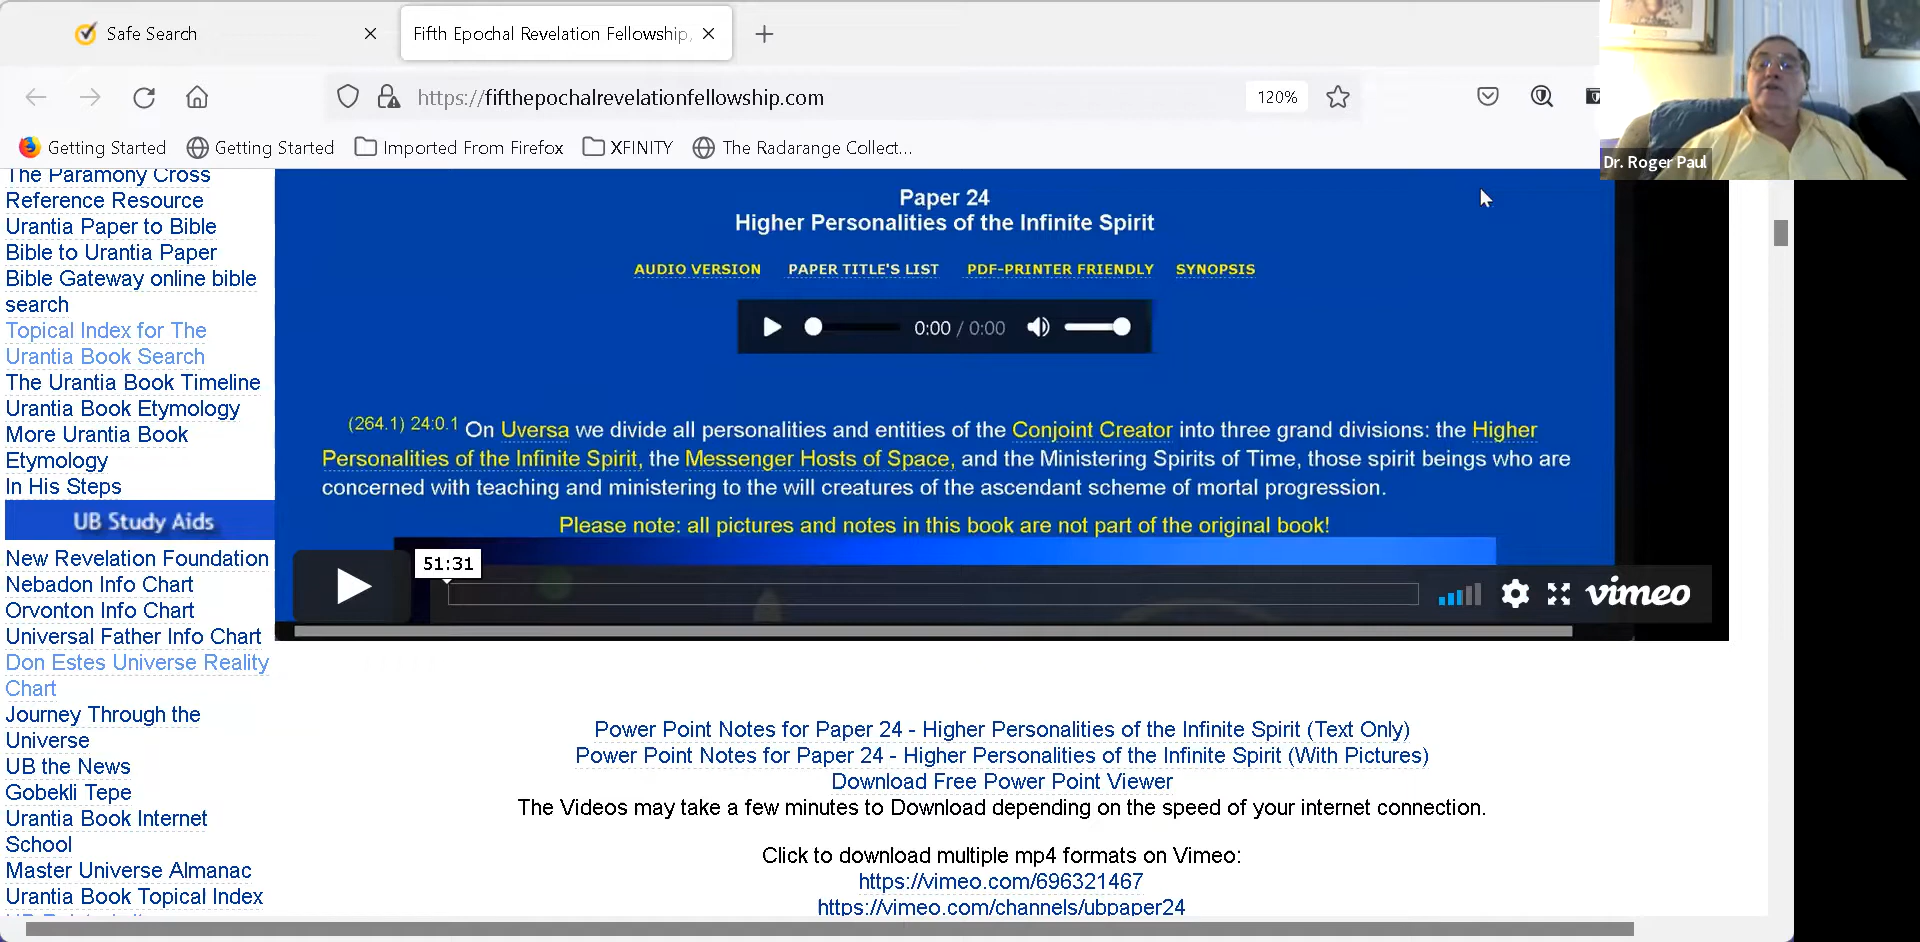 Safe Search
Fifth Epochal Revelation Fellowship,
https://fifthepochalrevelationfellowship.com
120%
Getting Started
Getting Started
Imported From Firefox
XFINITY
The Radarange Collect...
Dr. Roger Paul
The Paramony Cross
Reference Resource
Urantia Paper to Bible
Bible to Urantia Paper
Bible Gateway online bible
search
Topical Index for The
Urantia Book Search
The Urantia Book Timeline
Urantia Book Etymology
More Urantia Book
Etymology
In His Steps
UB Study Aids
New Revelation Foundation
Nebadon Info Chart
Orvonton Info Chart
Universal Father Info Chart
Don Estes Universe Reality
Chart
Journey Through the
Universe
UB the News
Gobekli Tepe
Urantia Book Internet
School
Master Universe Almanac
Urantia Book Topical Index
Paper 24
Higher Personalities of the Infinite Spirit
AUDIO VERSION PAPER TITLE'S LIST PDF-PRINTER FRIENDLY SYNOPSIS
0:00 / 0:00
(264.1) 24:0.1 On Uversa we divide all personalities and entities of the Conjoint Creator into three grand divisions: the Higher
Personalities of the Infinite Spirit, the Messenger Hosts of Space, and the Ministering Spirits of Time, those spirit beings who are
concerned with teaching and ministering to the will creatures of the ascendant scheme of mortal progression.
Please note: all pictures and notes in this book are not part of the original book!
51:31
vimeo
Power Point Notes for Paper 24 - Higher Personalities of the Infinite Spirit (Text Only)
Power Point Notes for Paper 24 - Higher Personalities of the Infinite Spirit (With Pictures)
Download Free Power Point Viewer
The Videos may take a few minutes to Download depending on the speed of your internet connection.
Click to download multiple mp4 formats on Vimeo:
https://vimeo.com/696321467
https://vimeo.com/channels/ubpaper24